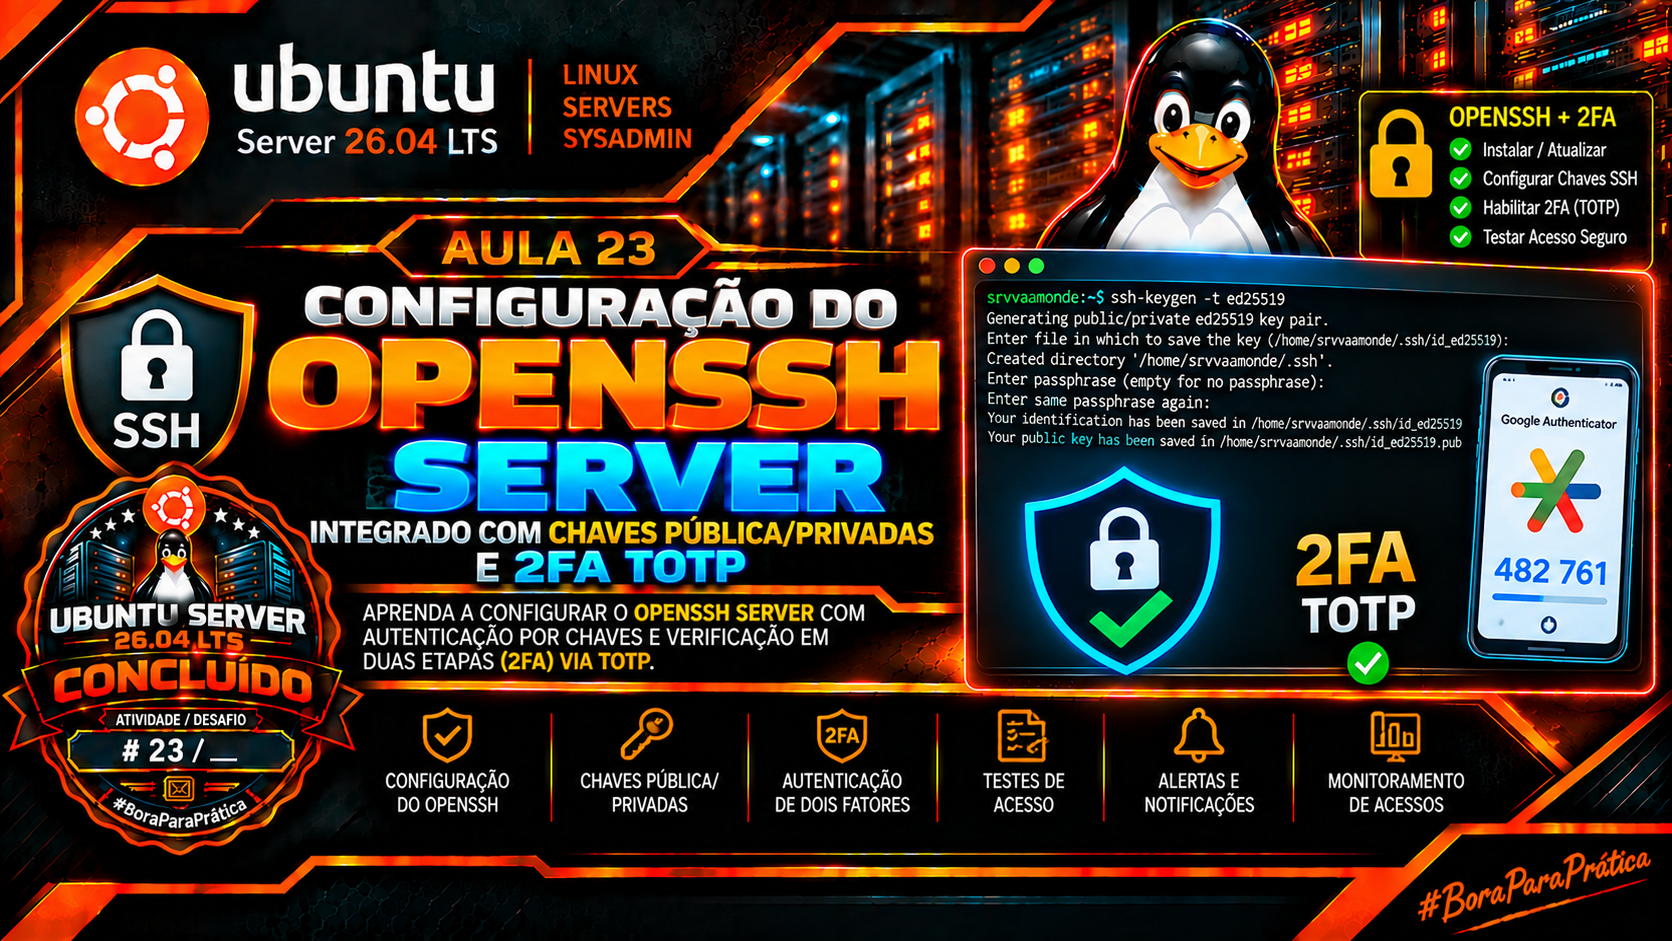 ubuntu
Server 26.04 LTS
LINUX
SERVERS
SYSADMIN
OPENSSH + 2FA
Instalar / Atualizar
Configurar Chaves SSH
Habilitar 2FA (TOTP)
Testar Acesso Seguro
AULA 23
CONFIGURAÇÃO DO
OPENSSH
SERVER
INTEGRADO COM CHAVES PÚBLICA/PRIVADAS
E 2FA TOTP
APRENDA A CONFIGURAR O OPENSSH SERVER COM
AUTENTICAÇÃO POR CHAVES E VERIFICAÇÃO EM
DUAS ETAPAS (2FA) VIA TOTP.
SSH
UBUNTU SERVER
26.04 LTS
CONCLUÍDO
ATIVIDADE / DESAFIO
# 23 / __
#BoraParaPrática
srvvaamonde:~$ ssh-keygen -t ed25519
Generating public/private ed25519 key pair.
Enter file in which to save the key (/home/srvvaamonde/.ssh/id_ed25519):
Created directory '/home/srvvaamonde/.ssh'.
Enter passphrase (empty for no passphrase):
Enter same passphrase again:
Your identification has been saved in /home/srvvaamonde/.ssh/id_ed25519
Your public key has been saved in /home/srvvaamonde/.ssh/id_ed25519.pub
2FA
TOTP
Google Authenticator
482 761
CONFIGURAÇÃO
DO OPENSSH
CHAVES PÚBLICA/
PRIVADAS
2FA
AUTENTICAÇÃO
DE DOIS FATORES
TESTES DE
ACESSO
ALERTAS E
NOTIFICAÇÕES
MONITORAMENTO
DE ACESSOS
#BoraParaPrática